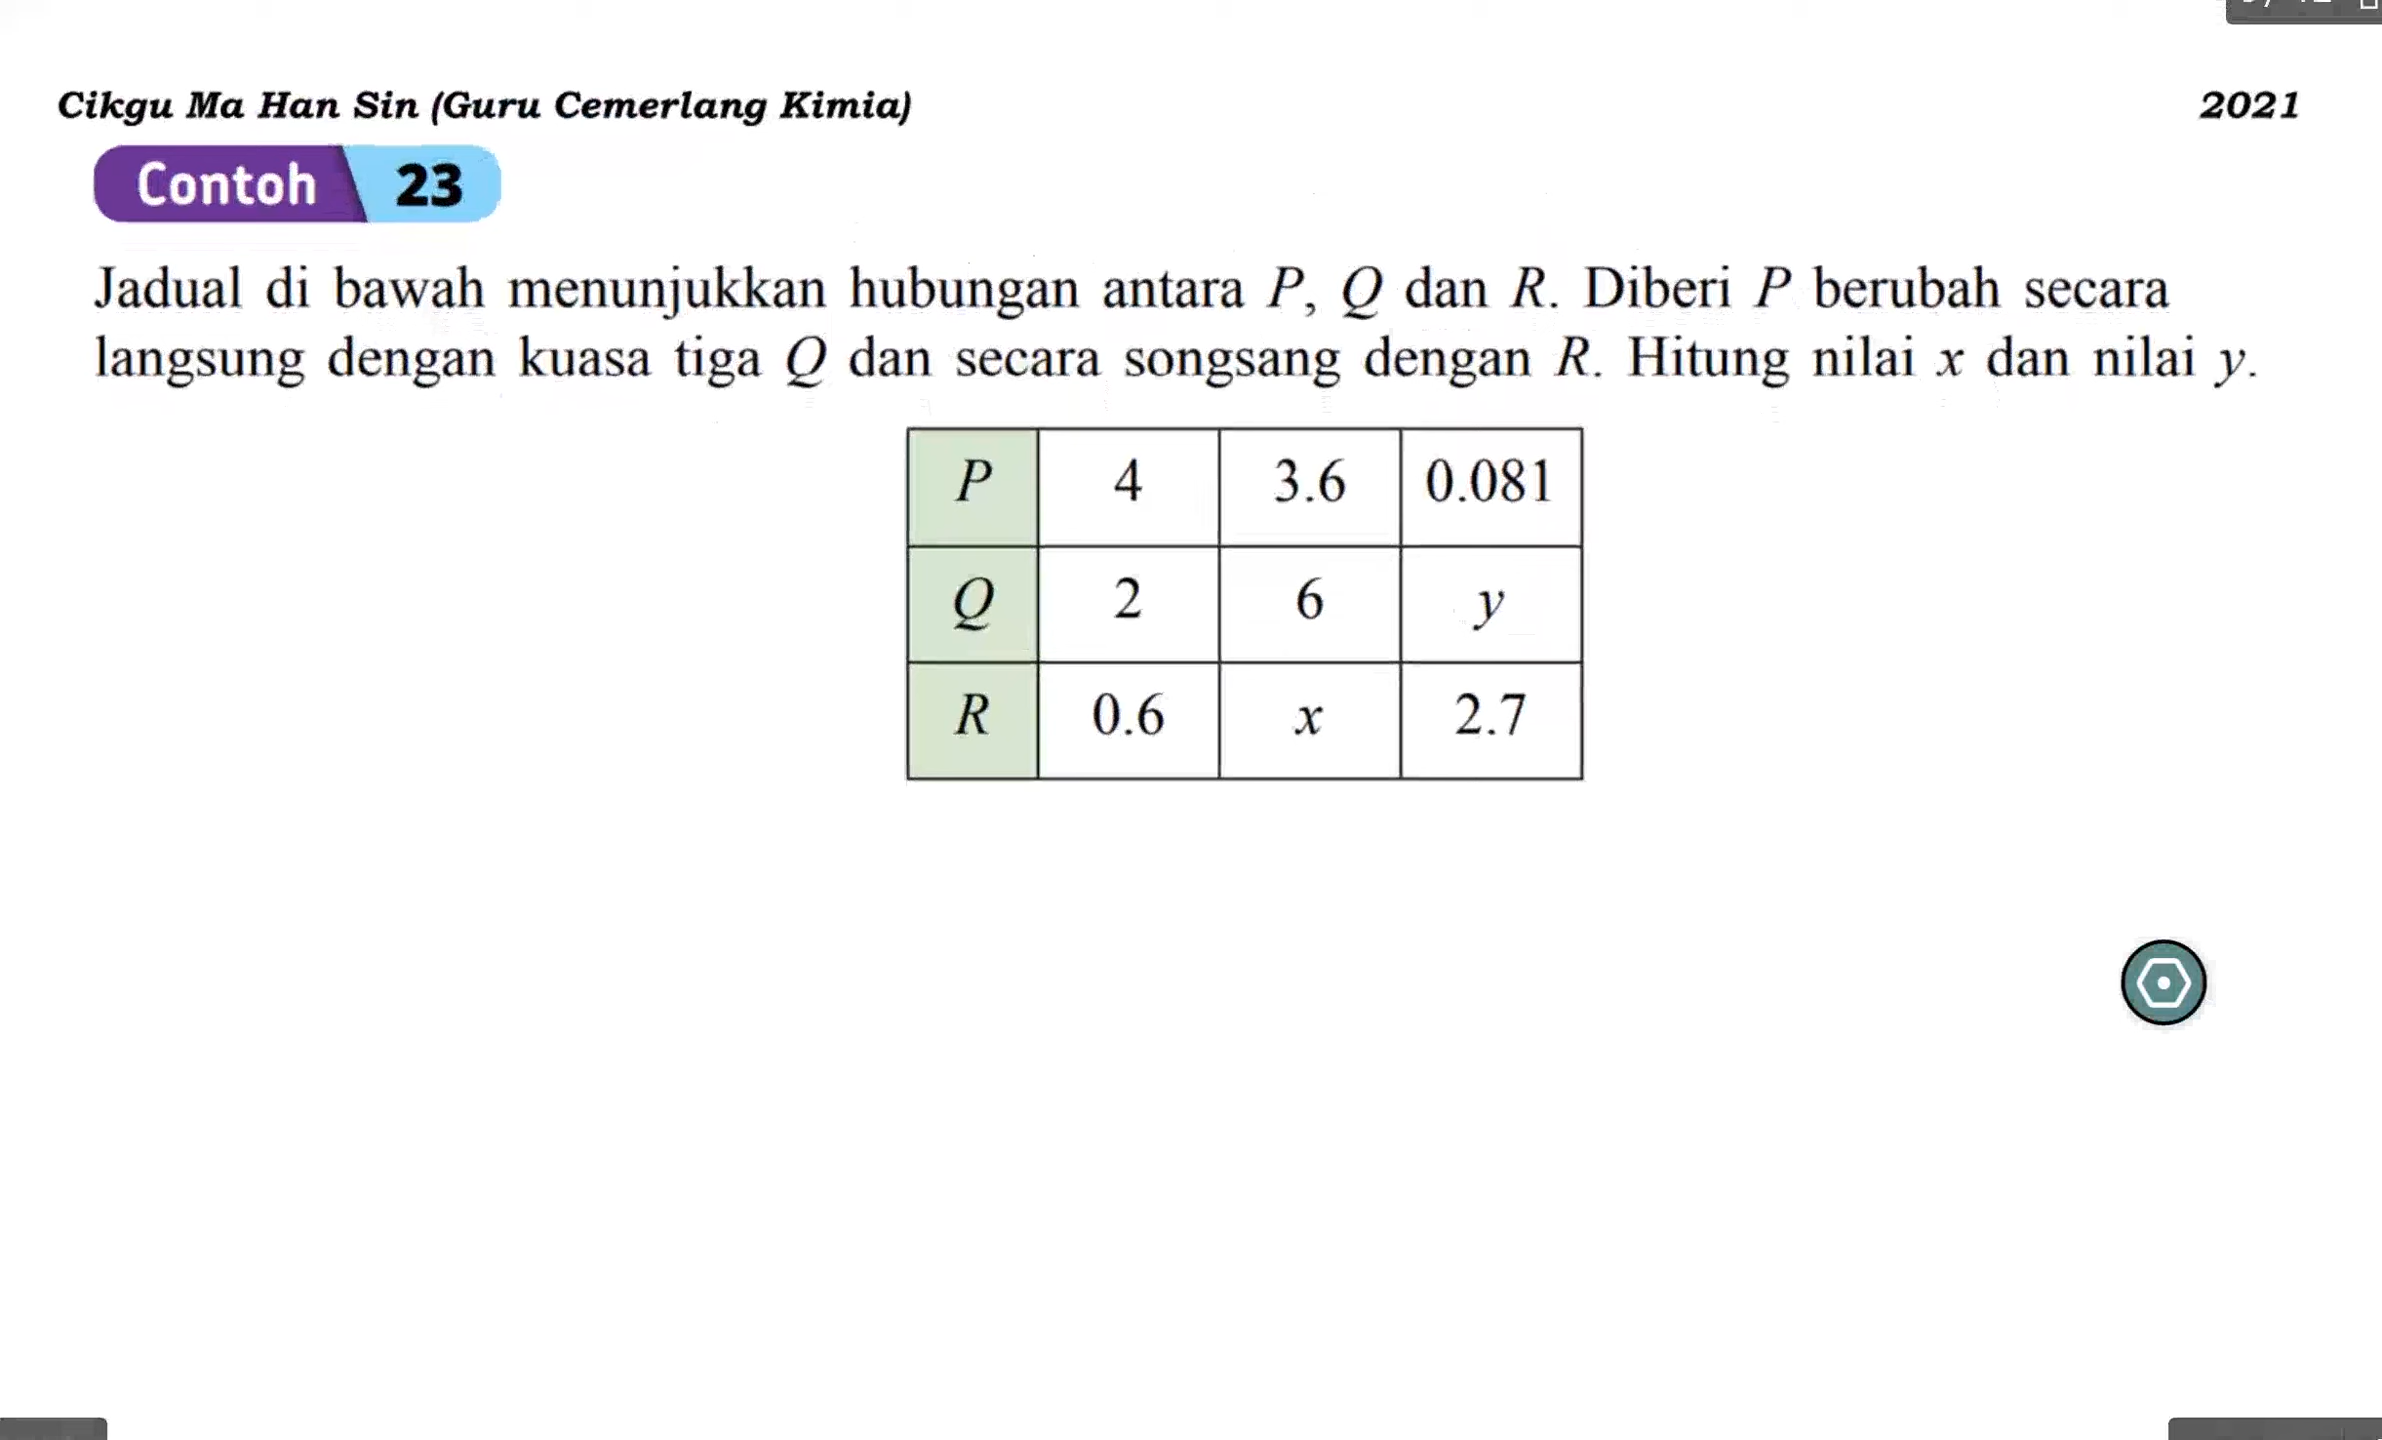 Cikgu Ma Han Sin (Guru Cemerlang Kimia) 2021
Contoh 23
Jadual di bawah menunjukkan hubungan antara P, Q dan R. Diberi P berubah secara
langsung dengan kuasa tiga Q dan secara songsang dengan R. Hitung nilai x dan nilai y.
P 4 3.6 0.081
Q 2 6 y
R 0.6 x 2.7